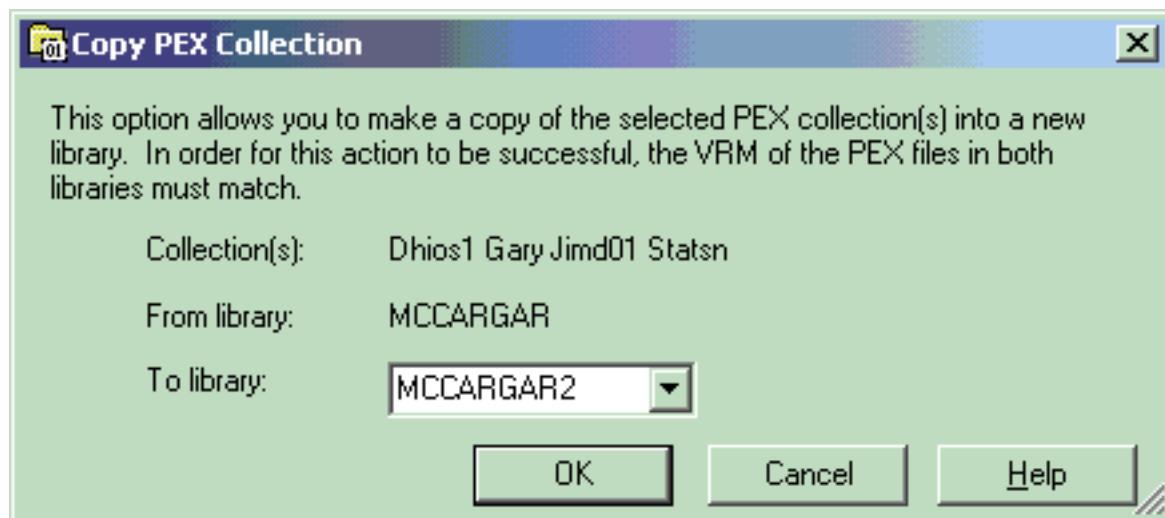 Copy PEX Collection
This option allows you to make a copy of the selected PEX collection(s) into a new
library. In order for this action to be successful, the VRM of the PEX files in both
libraries must match.
Collection(s): Dhios1 Gary Jimd01 Statsn
From library: MCCARGAR
To library: MCCARGAR2
OK Cancel Help